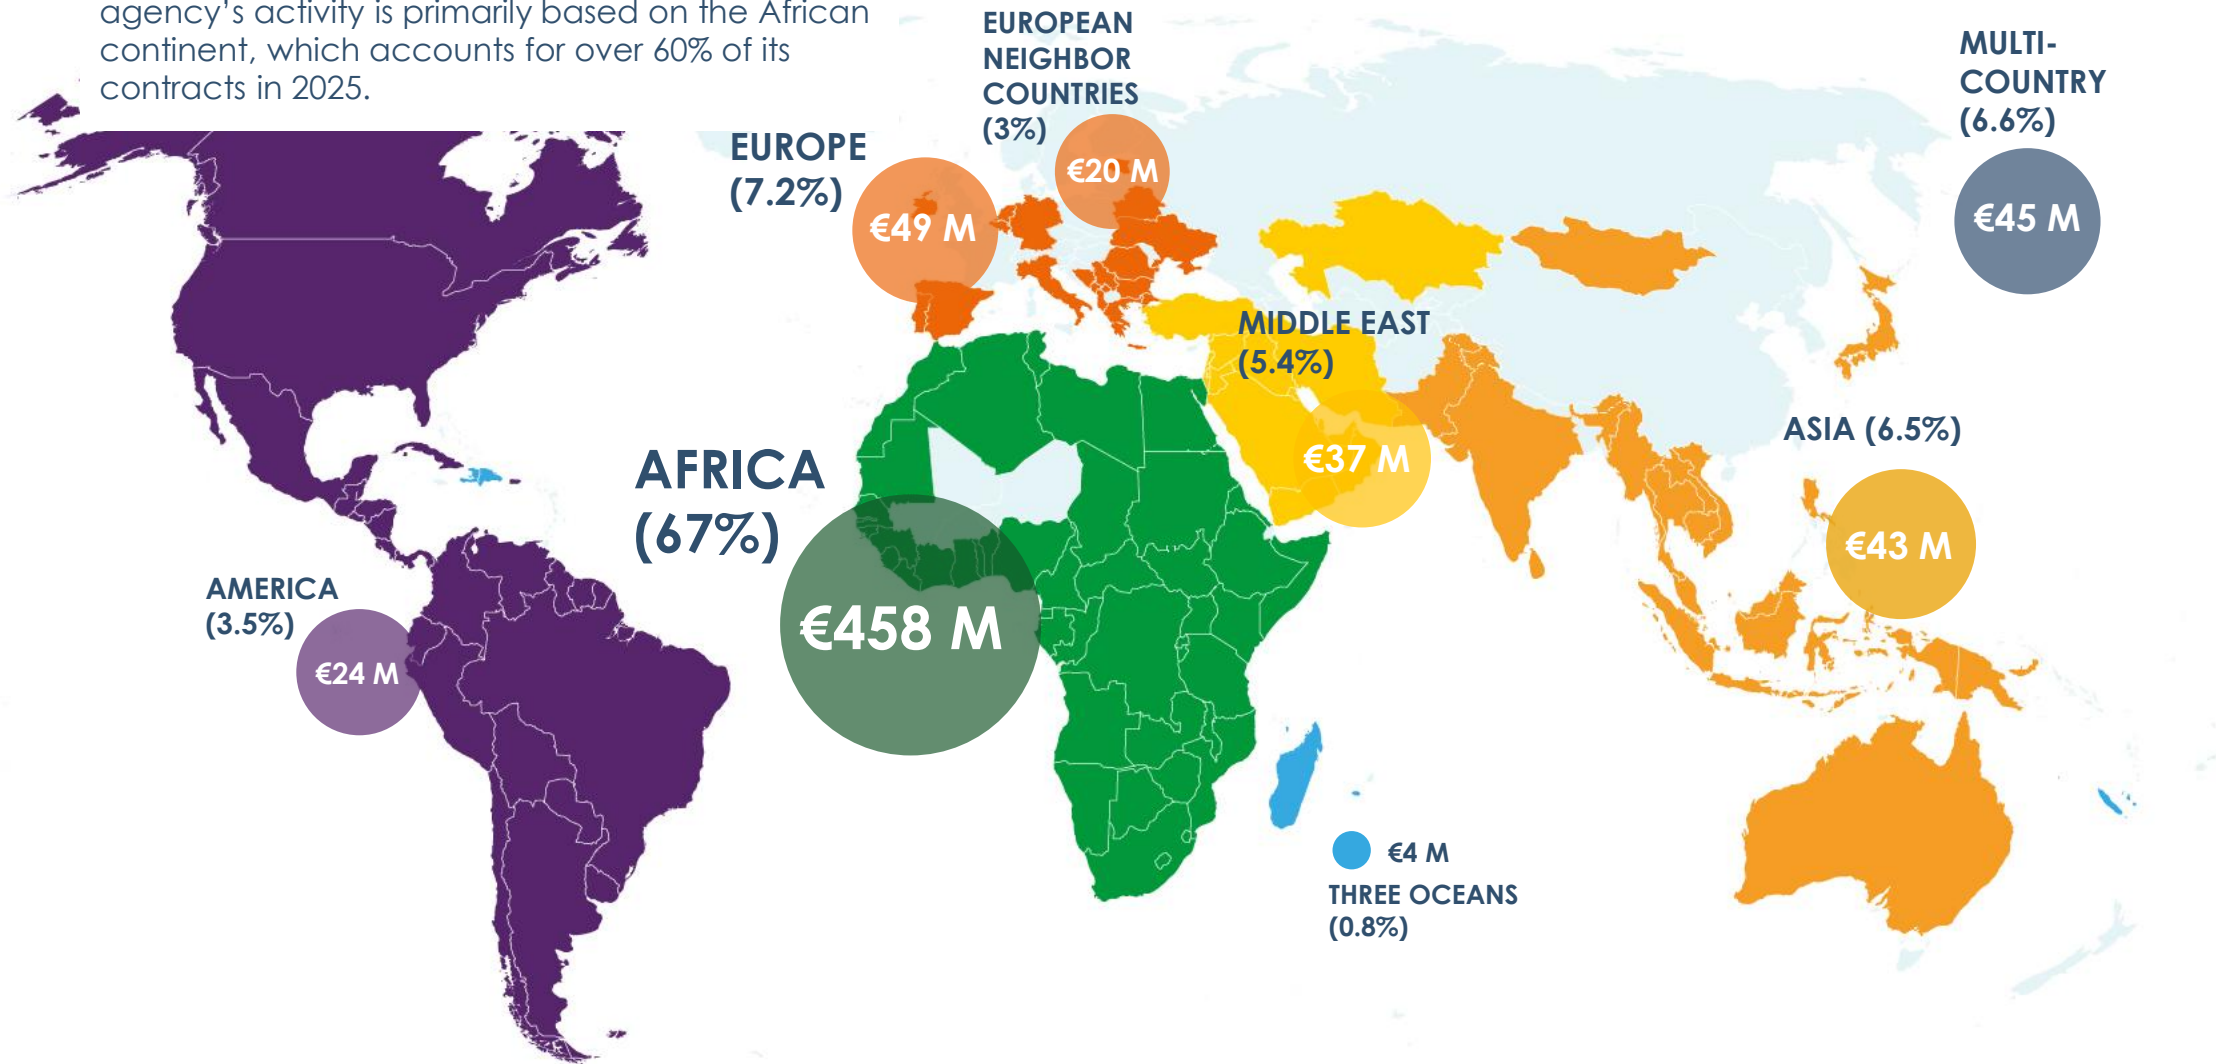 agency’s activity is primarily based on the African
continent, which accounts for over 60% of its
contracts in 2025.
EUROPEAN
NEIGHBOR
COUNTRIES
(3%)
€20 M
MULTI-
COUNTRY
(6.6%)
€45 M
EUROPE
(7.2%)
€49 M
MIDDLE EAST
(5.4%)
€37 M
ASIA (6.5%)
€43 M
AFRICA
(67%)
€458 M
AMERICA
(3.5%)
€24 M
€4 M
THREE OCEANS
(0.8%)